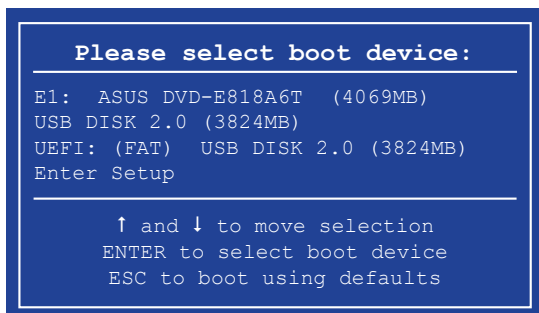 Please select boot device:
E1: ASUS DVD-E818A6T (4069MB)
USB DISK 2.0 (3824MB)
UEFI: (FAT) USB DISK 2.0 (3824MB)
Enter Setup
↑ and ↓ to move selection
ENTER to select boot device
ESC to boot using defaults